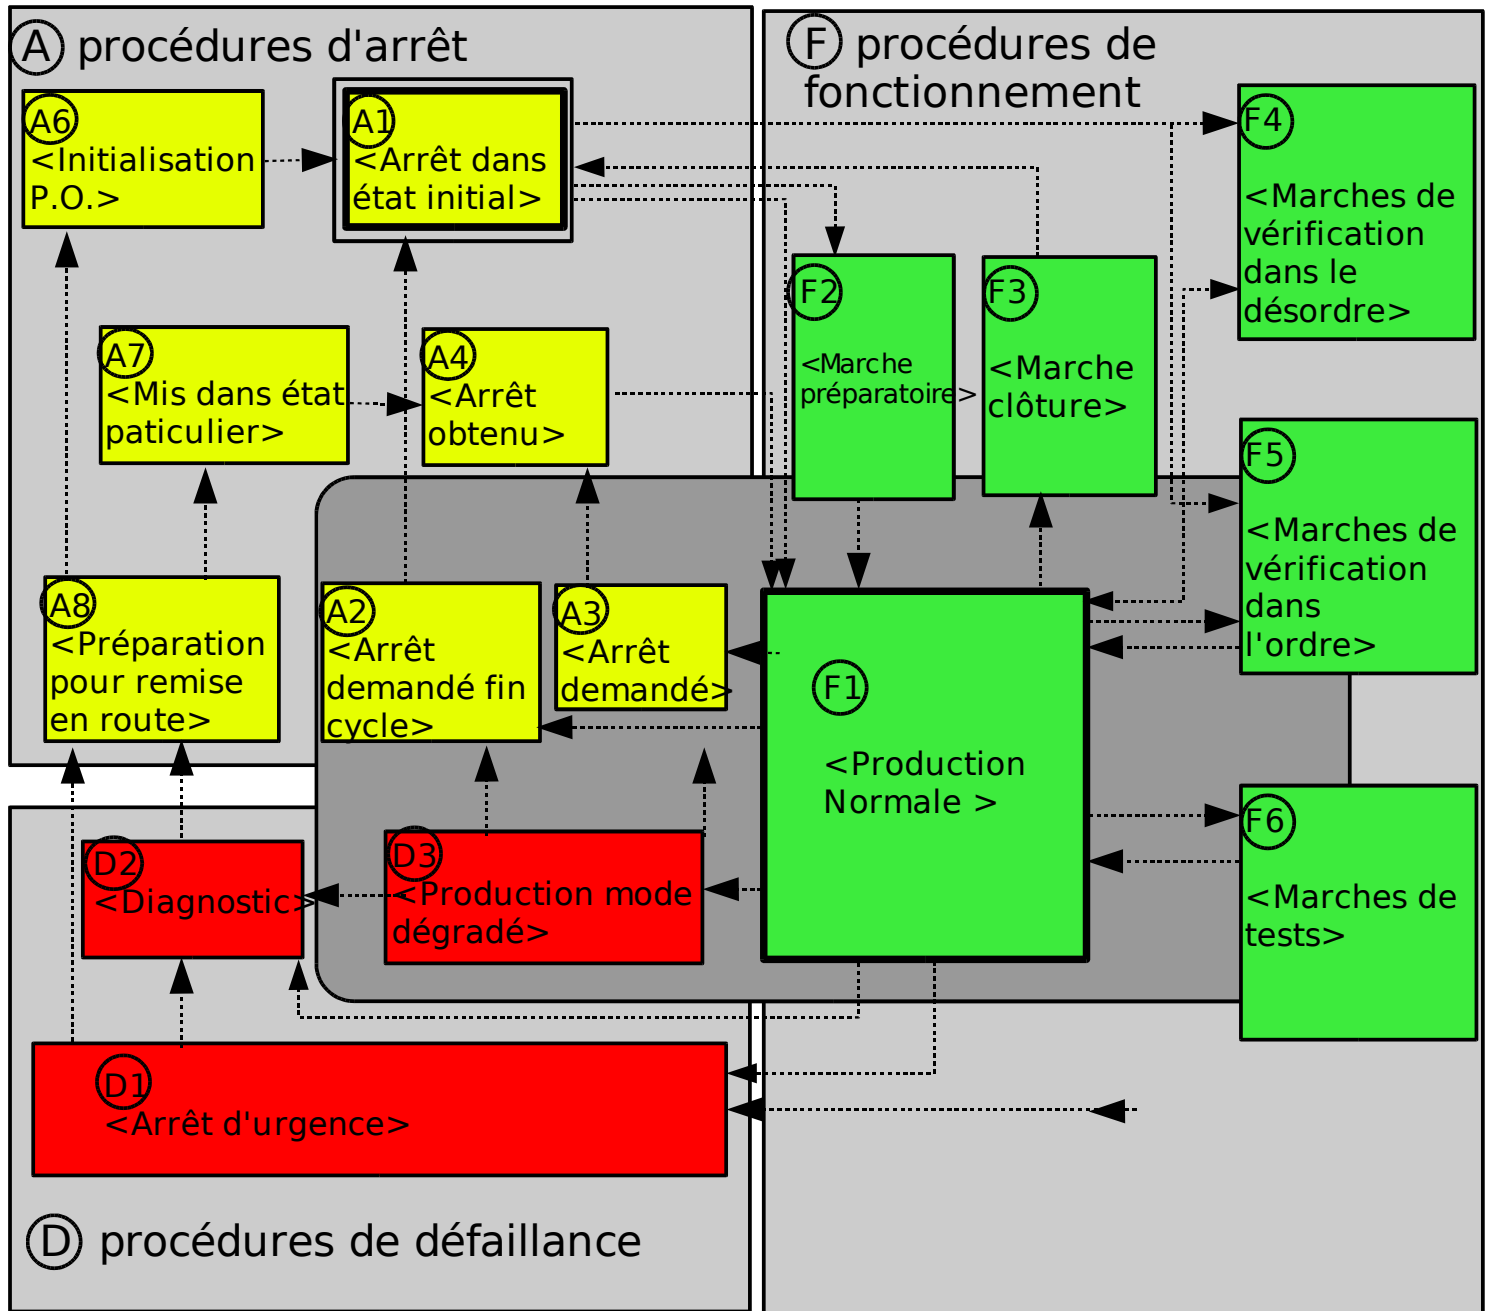 A procédures d'arrêt
F procédures de
fonctionnement
A6
<Initialisation
P.O.>
A1
<Arrêt dans
état initial>
F4
<Marches de
vérification
dans le
désordre>
F2
<Marche
préparatoire>
F3
<Marche
clôture>
A7
<Mis dans état
paticulier>
A4
<Arrêt
obtenu>
F5
<Marches de
vérification
dans
l'ordre>
A8
<Préparation
pour remise
en route>
A2
<Arrêt
demandé fin
cycle>
A3
<Arrêt
demandé>
F1
<Production
Normale >
F6
<Marches de
tests>
D2
<Diagnostic>
D3
<Production mode
dégradé>
D1
<Arrêt d'urgence>
D procédures de défaillance